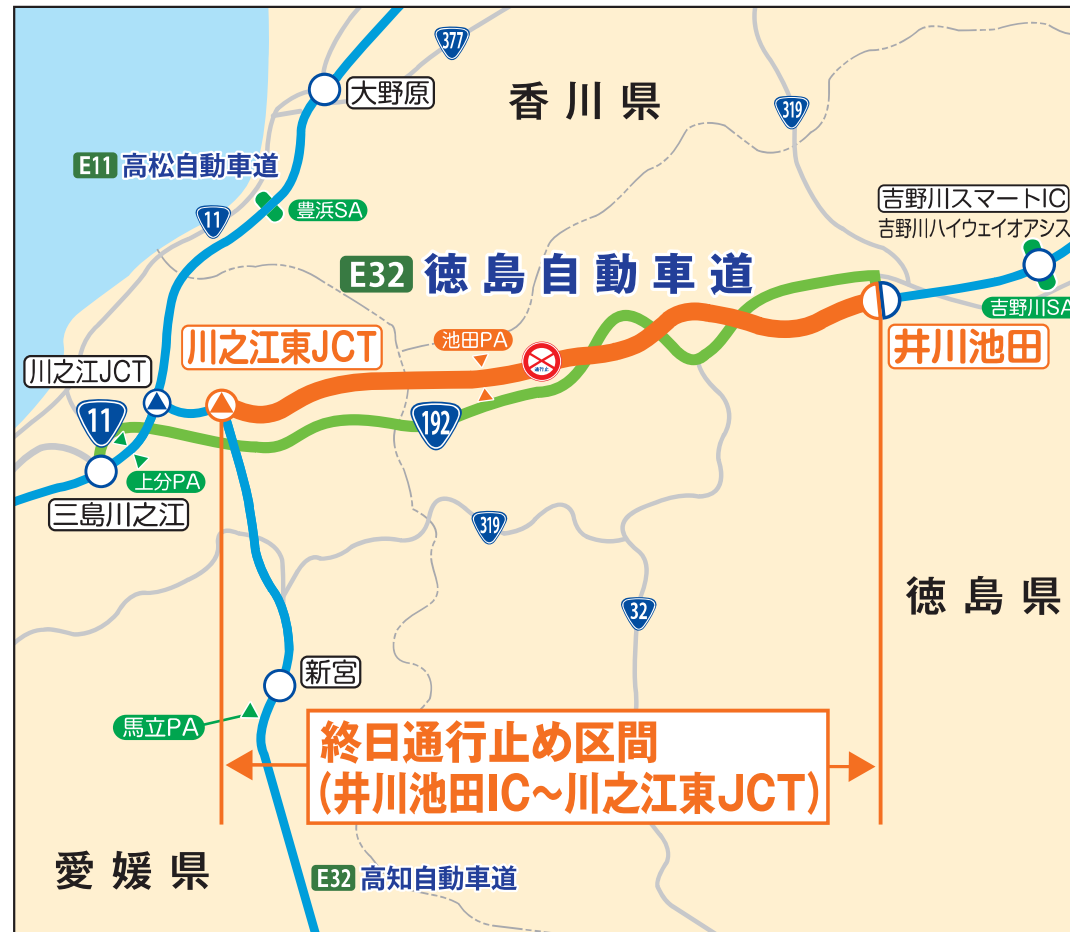 377
大野原
香川県
319
E11 高松自動車道
吉野川スマートIC
吉野川ハイウェイオアシス
豊浜SA
11
E32 徳島自動車道
吉野川SA
川之江東JCT
池田PA
井川池田
通行止
川之江JCT
11
192
上分PA
三島川之江
319
徳島県
32
新宮
馬立PA
終日通行止め区間
(井川池田IC~川之江東JCT)
愛媛県
E32 高知自動車道